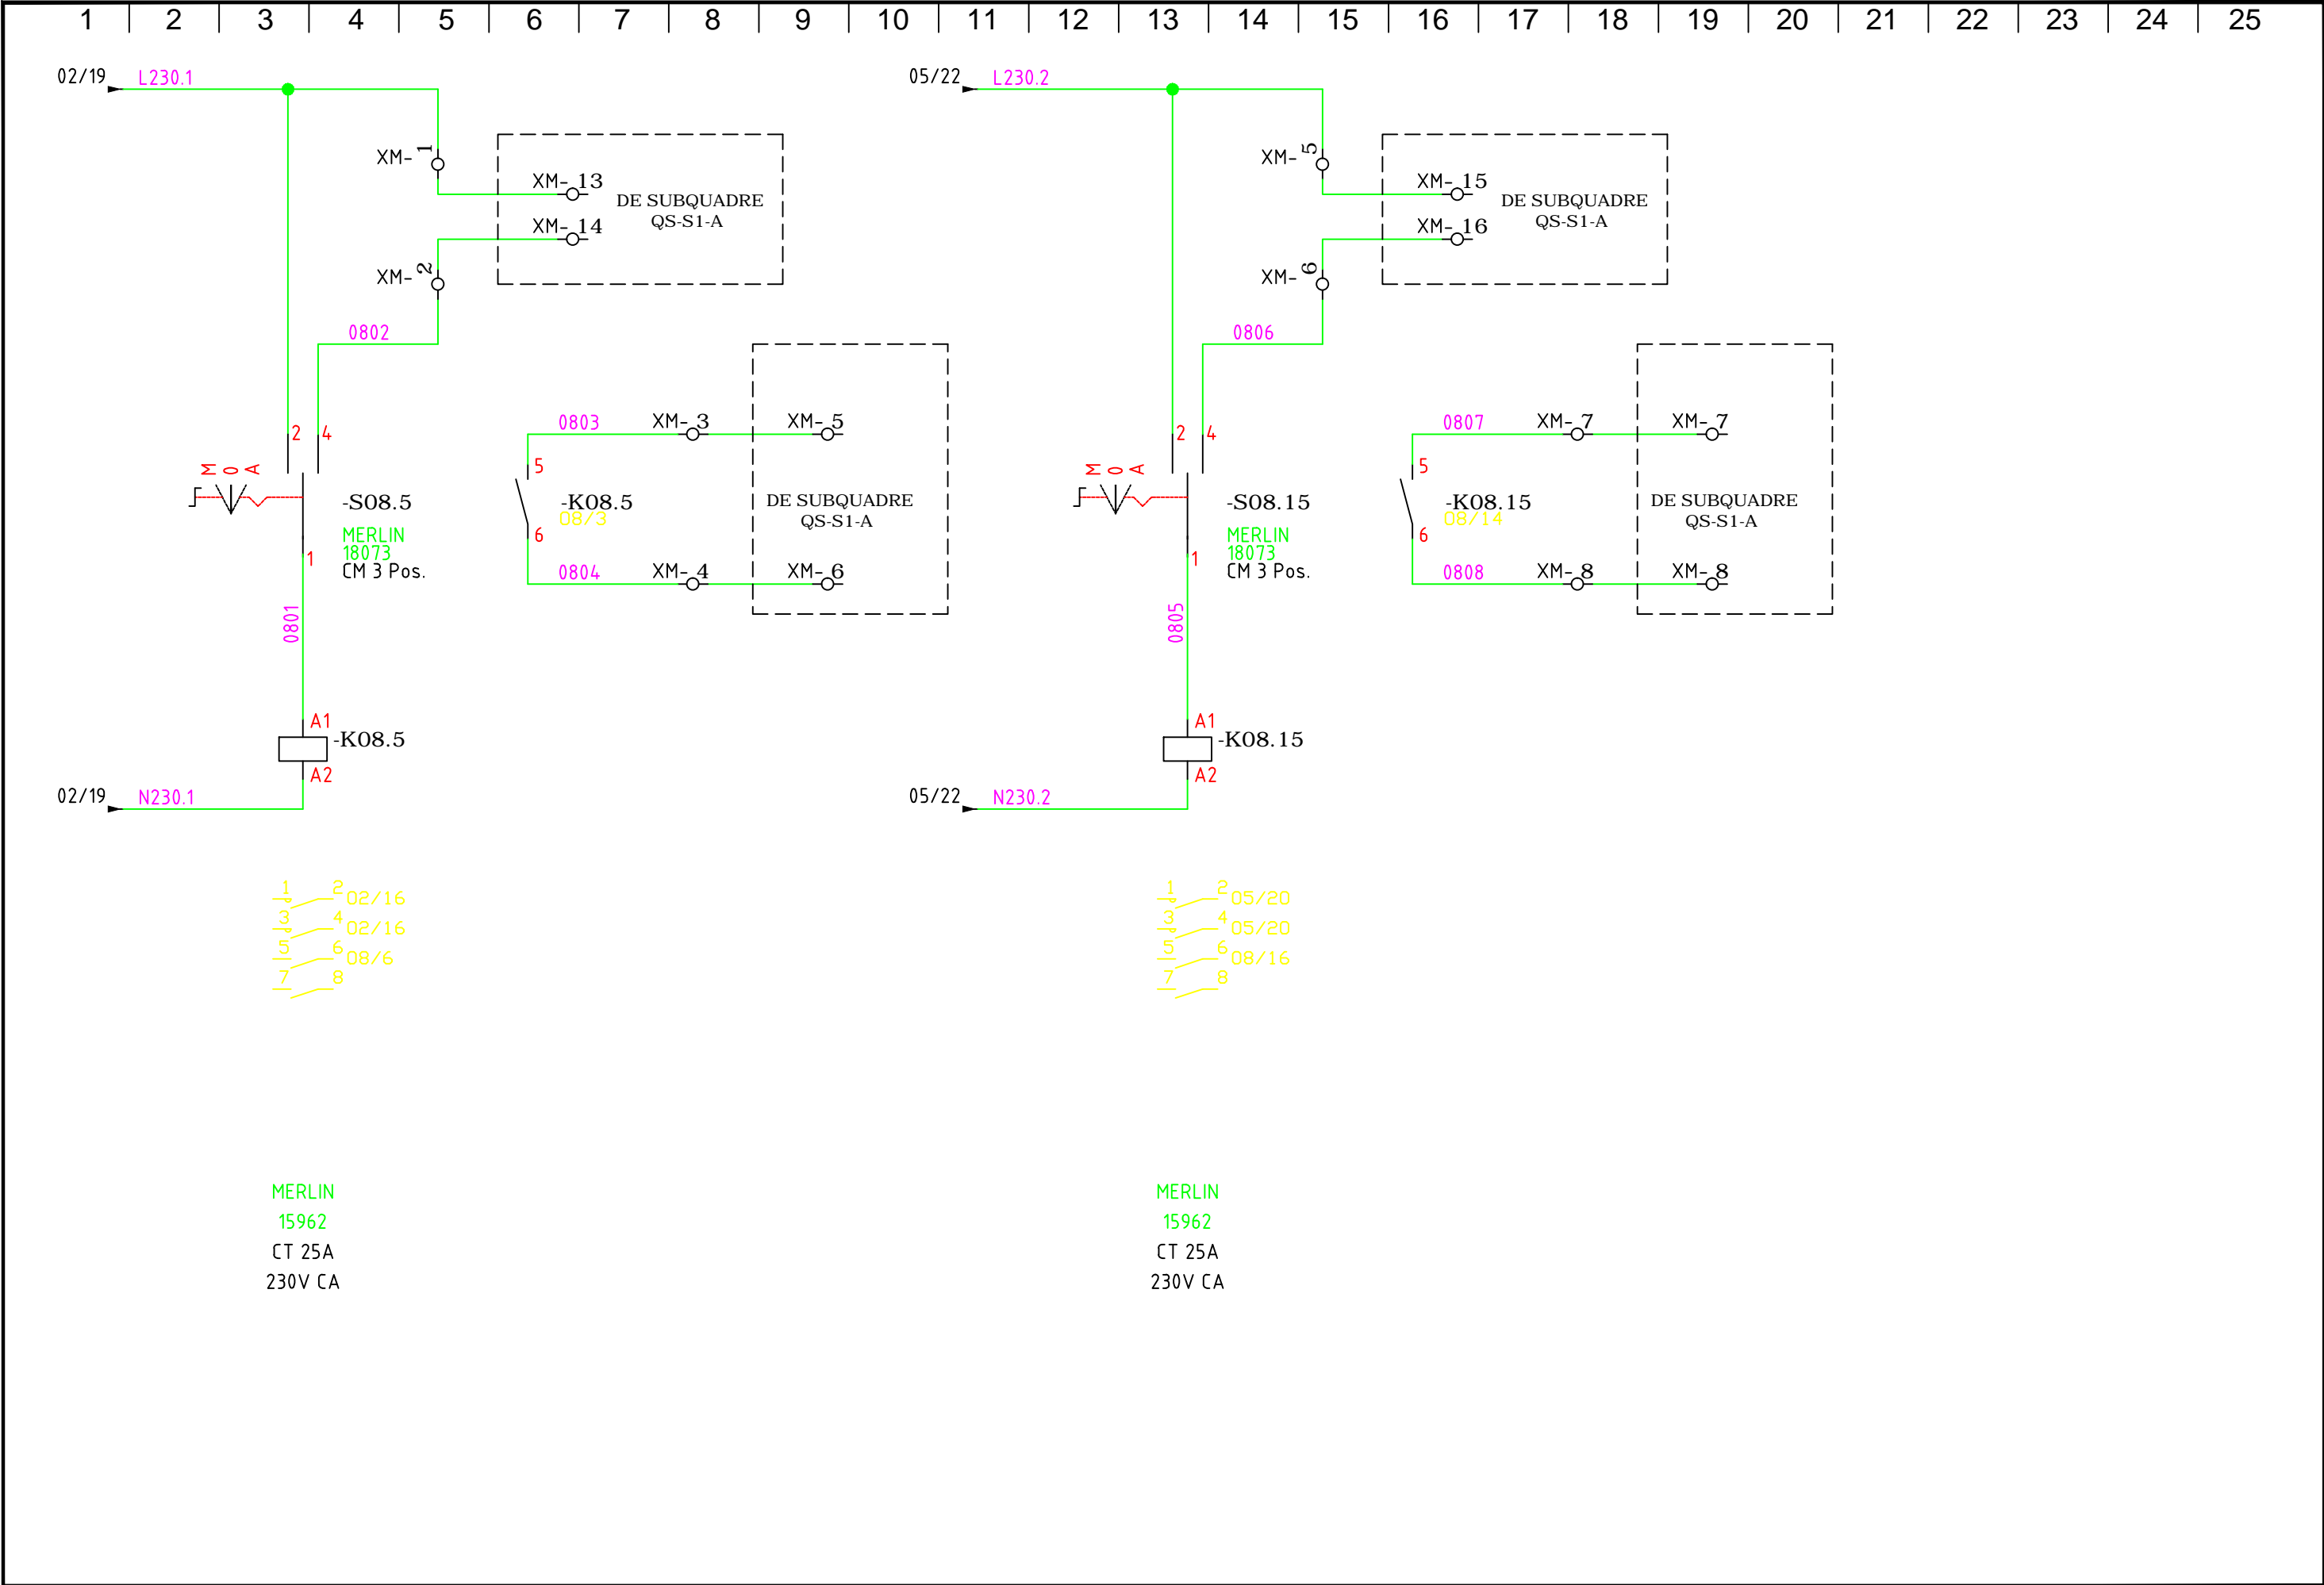 1 2 3 4 5 6 7 8 9 10 11 12 13 14 15 16 17 18 19 20 21 22 23 24 25
02/19 L230.1
XM- 1
XM- 13
XM- 14
DE SUBQUADRE
QS-S1-A
XM- 2
0802
2 4
M 0 A
-S08.5
MERLIN
18073
CM 3 Pos.
1
0801
0803
XM- 3
XM- 5
5
-K08.5
08/3
6
DE SUBQUADRE
QS-S1-A
0804
XM- 4
XM- 6
A1
-K08.5
A2
02/19 N230.1
1 2 02/16
3 4 02/16
5 6 08/6
7 8
MERLIN
15962
CT 25A
230V CA
05/22 L230.2
XM- 5
XM- 15
XM- 16
DE SUBQUADRE
QS-S1-A
XM- 6
0806
2 4
M 0 A
-S08.15
MERLIN
18073
CM 3 Pos.
1
0805
0807
XM- 7
XM- 7
5
-K08.15
08/14
6
DE SUBQUADRE
QS-S1-A
0808
XM- 8
XM- 8
A1
-K08.15
A2
05/22 N230.2
1 2 05/20
3 4 05/20
5 6 08/16
7 8
MERLIN
15962
CT 25A
230V CA